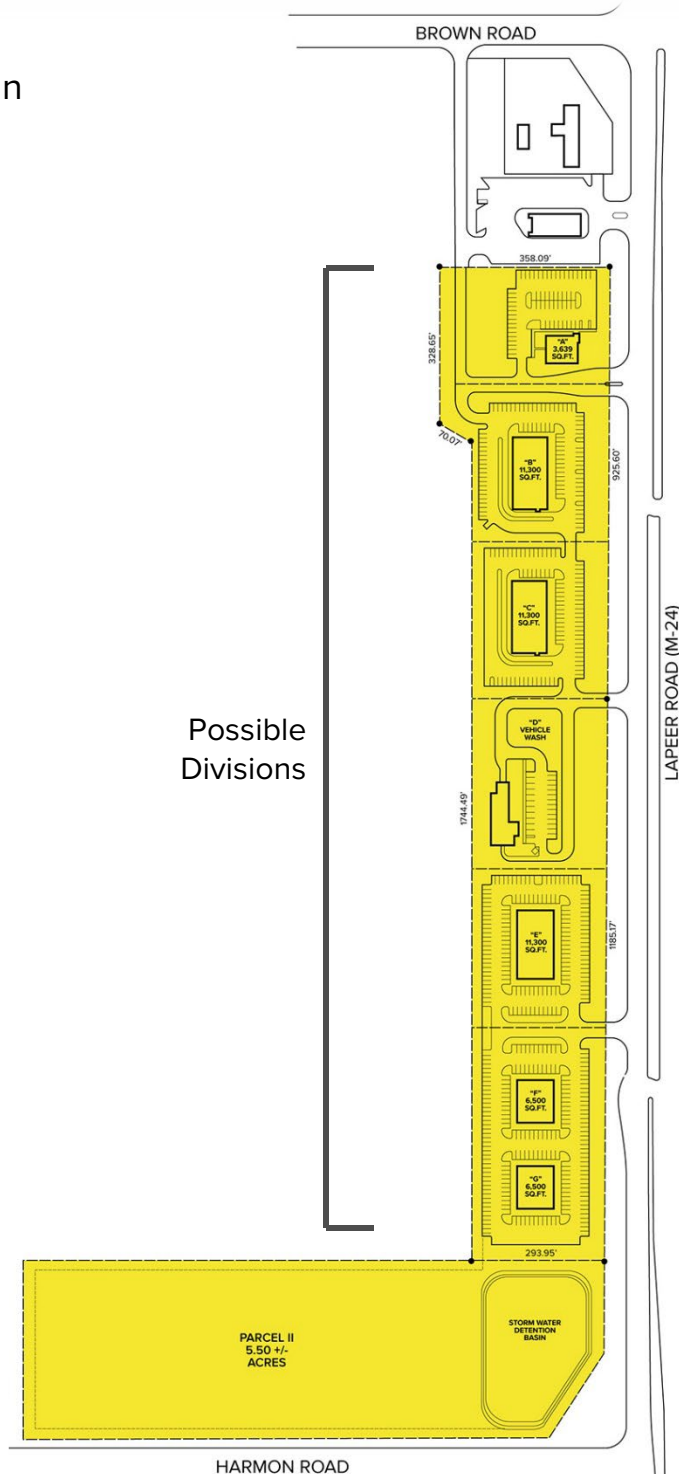 BROWN ROAD
n
358.09'
328.65'
"A"
3,639
SQ.FT.
70.07'
925.60'
"B"
11,300
SQ.FT.
"C"
11,300
SQ.FT.
LAPEER ROAD (M-24)
Possible
Divisions
"D"
VEHICLE
WASH
1744.49'
"E"
11,300
SQ.FT.
1185.17'
"F"
6,500
SQ.FT.
"G"
6,500
SQ.FT.
293.95'
STORM WATER
DETENTION
BASIN
PARCEL II
5.50 +/-
ACRES
HARMON ROAD